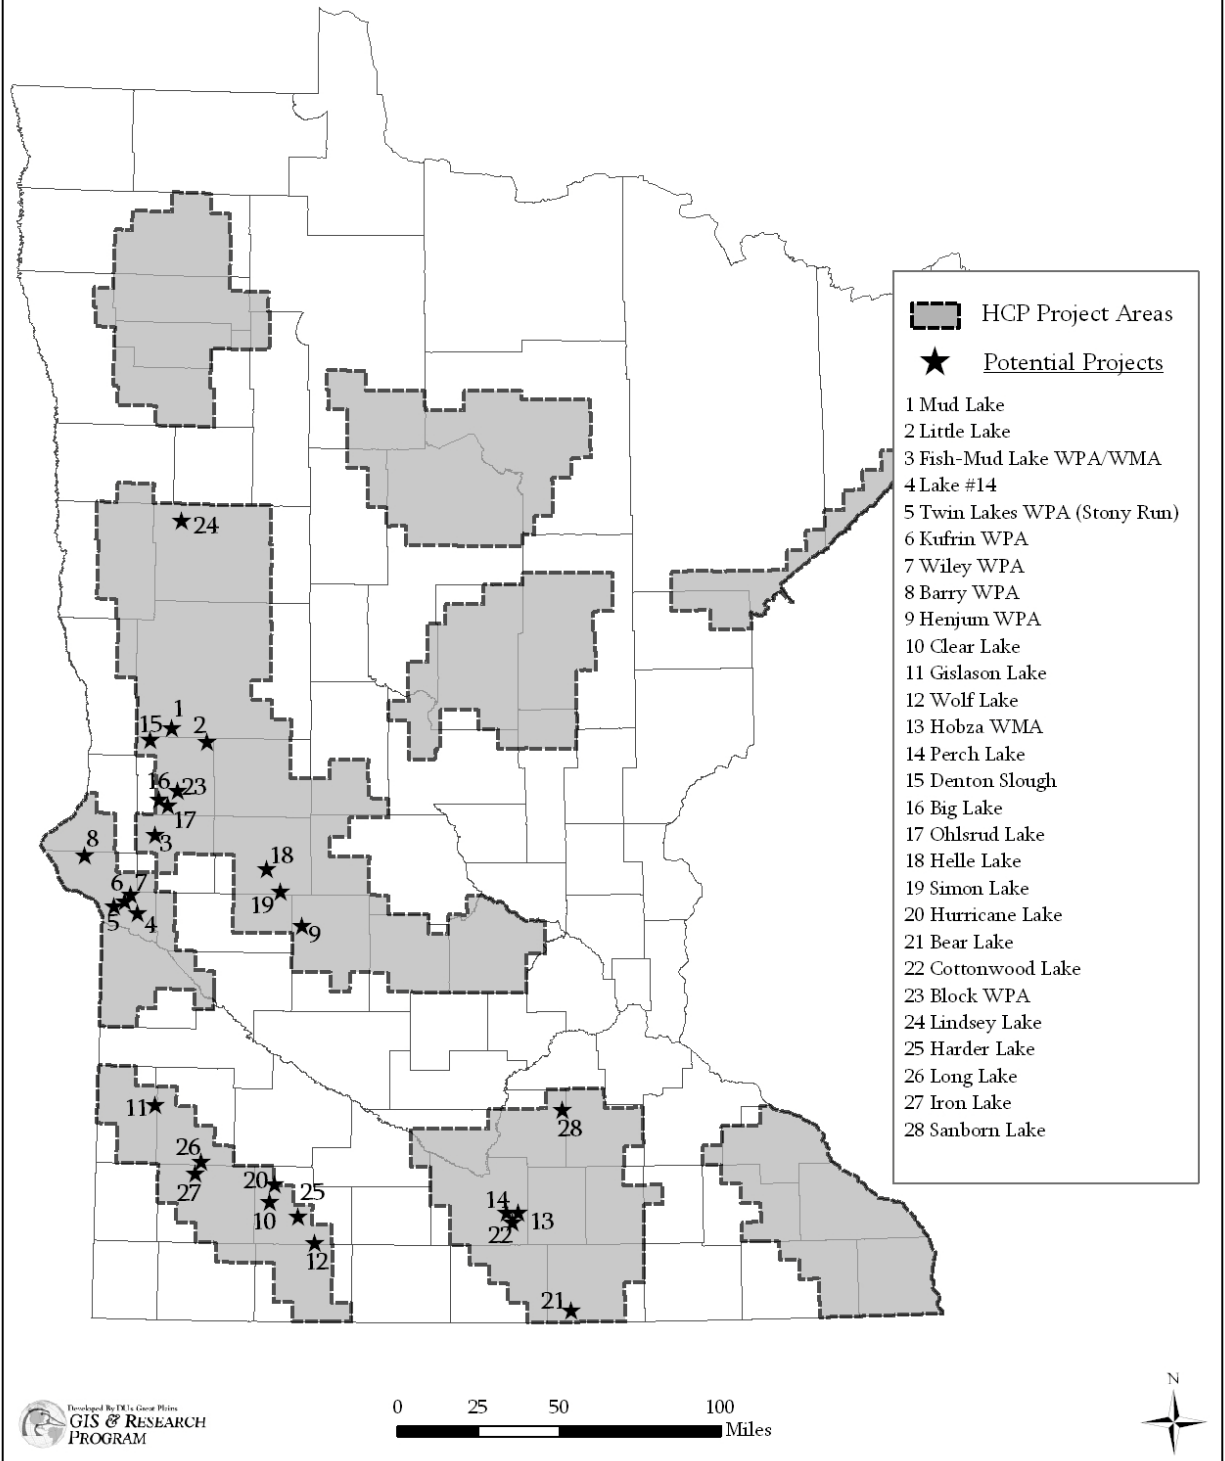 HCP Project Areas
Potential Projects
1 Mud Lake
2 Little Lake
3 Fish-Mud Lake WPA/WMA
4 Lake #14
5 Twin Lakes WPA (Stony Run)
6 Kufrin WPA
7 Wiley WPA
8 Barry WPA
9 Henjum WPA
10 Clear Lake
11 Gislason Lake
12 Wolf Lake
13 Hobza WMA
14 Perch Lake
15 Denton Slough
16 Big Lake
17 Ohlsrud Lake
18 Helle Lake
19 Simon Lake
20 Hurricane Lake
21 Bear Lake
22 Cottonwood Lake
23 Block WPA
24 Lindsey Lake
25 Harder Lake
26 Long Lake
27 Iron Lake
28 Sanborn Lake
24
1
15
2
16
23
17
3
8
18
6
7
19
5
4
9
11
28
26
27
20
25
10
14
13
22
12
21
N
0 25 50 100
Miles
Developed By DU's Great Plains
GIS & RESEARCH
PROGRAM